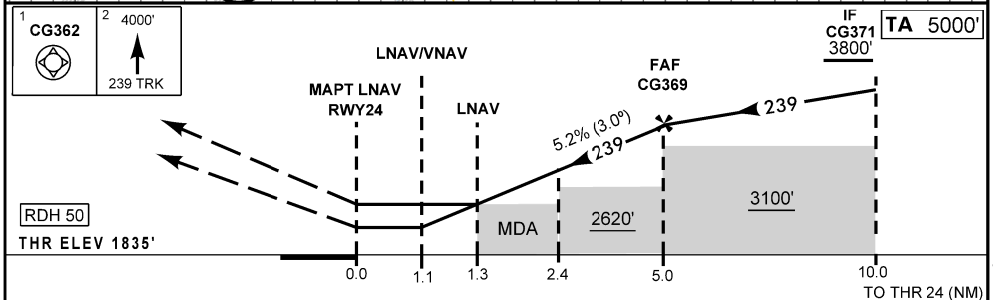 1
CG362
2 4000'
239 TRK
LNAV/VNAV
MAPT LNAV
RWY24
LNAV
FAF
CG369
IF
CG371
3800'
TA 5000'
5.2% (3.0º)
239
239
RDH 50
THR ELEV 1835'
MDA
2620'
3100'
0.0
1.1
1.3
2.4
5.0
10.0
TO THR 24 (NM)